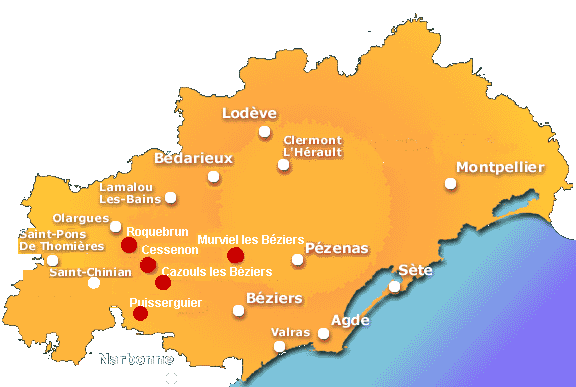 Lodève
Clermont
L'Hérault
Bédarieux
Montpellier
Lamalou
Les-Bains
Olargues
Roquebrun
Saint-Pons
De Thomières
Cessenon
Murviel les Béziers
Pézenas
Saint-Chinian
Cazouls les Béziers
Sète
Puisserguier
Béziers
Agde
Valras
Narbonne